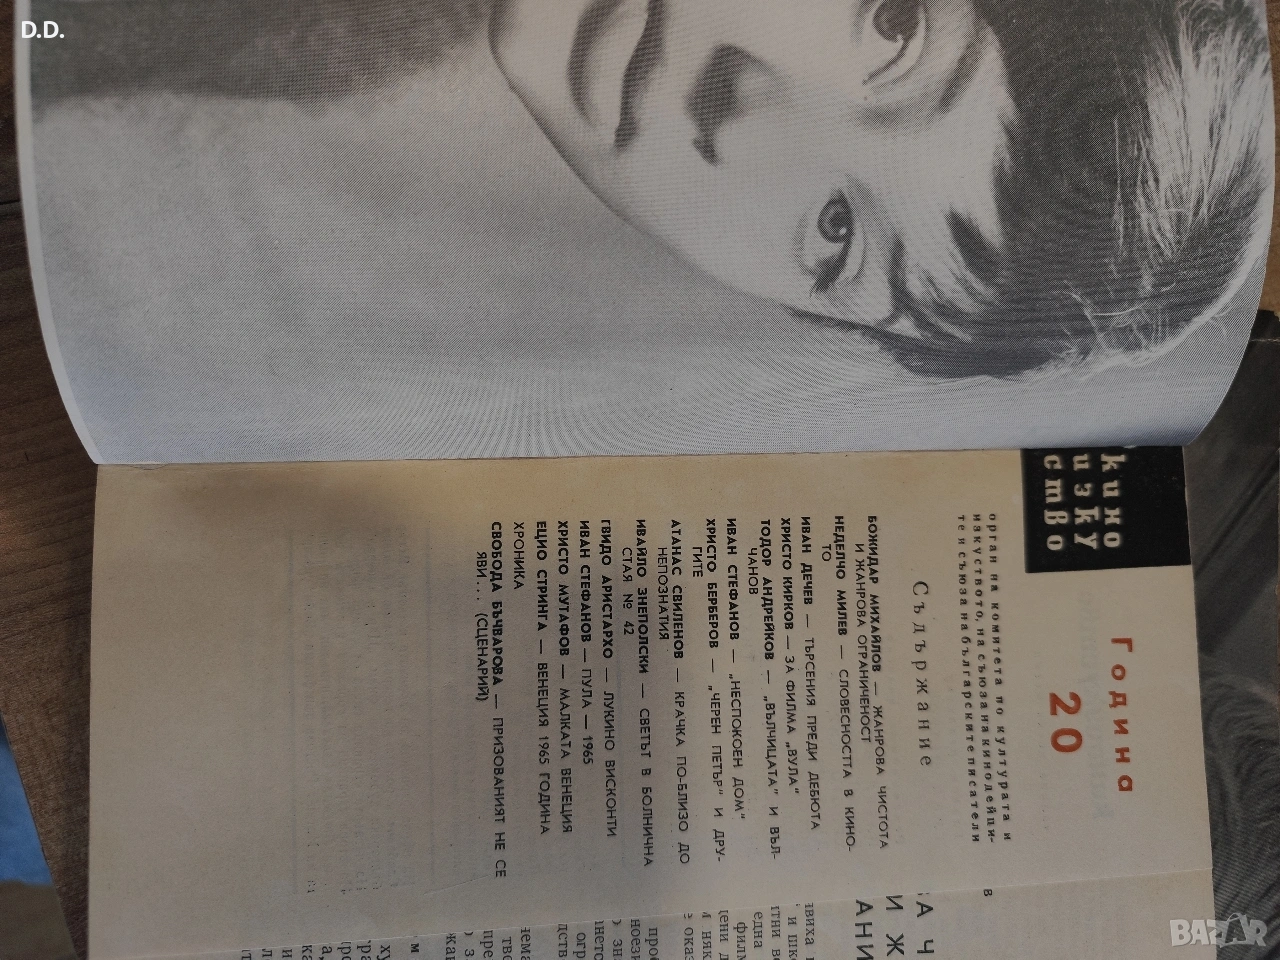 D.D.
кино
изку
ство
Година
20
орган на комитета по културата и
изкуството, на съюза на кинодейци-
те и съюза на българските писатели
Съдържание
БОЖИДАР МИХАЙЛОВ — ЖАНРОВА ЧИСТОТА
И ЖАНРОВА ОГРАНИЧЕНОСТ
НЕДЕЛЧО МИЛЕВ — СЛОВЕСНОСТТА В КИНО-
ТО
ИВАН ДЕЧЕВ — ТЪРСЕНИЯ ПРЕДИ ДЕБЮТА
ХРИСТО КИРКОВ — ЗА ФИЛМА „ВУЛА“
ТОДОР АНДРЕЙКОВ — „ВЪЛЧИЦАТА“ И ВЪЛ-
ЧАНОВ
ИВАН СТЕФАНОВ — „НЕСПОКОЕН ДОМ“
ХРИСТО БЕРБЕРОВ — „ЧЕРЕН ПЕТЪР“ И ДРУ-
ГИТЕ
АТАНАС СВИЛЕНОВ — КРАЧКА ПО-БЛИЗО ДО
НЕПОЗНАТИЯ
ИВАЙЛО ЗНЕПОЛСКИ — СВЕТЪТ В БОЛНИЧНА
СТАЯ № 42
ГВИДО АРИСТАРХО — ЛУКИНО ВИСКОНТИ
ИВАН СТЕФАНОВ — ПУЛА — 1965
ХРИСТО МУТАФОВ — МАЛКАТА ВЕНЕЦИЯ
ЕЦИО СТРИНГА — ВЕНЕЦИЯ 1965 ГОДИНА
ХРОНИКА
СВОБОДА БЪЧВАРОВА — ПРИЗОВАНИЯТ НЕ СЕ
ЯВИ... (СЦЕНАРИЙ)
BAZAR